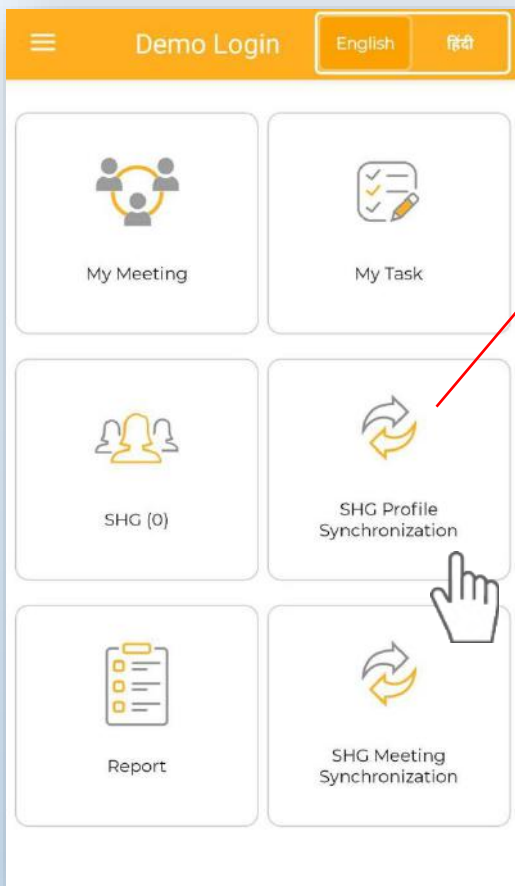 Demo Login
English
हिंदी
My Meeting
My Task
SHG (0)
SHG Profile
Synchronization
Report
SHG Meeting
Synchronization